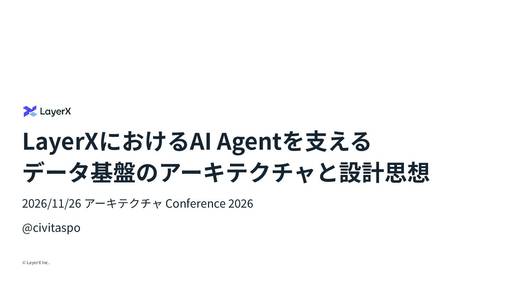 LayerX
LayerXにおけるAI Agentを支える
データ基盤のアーキテクチャと設計思想
2026/11/26 アーキテクチャ Conference 2026
@civitaspo
© LayerX Inc.